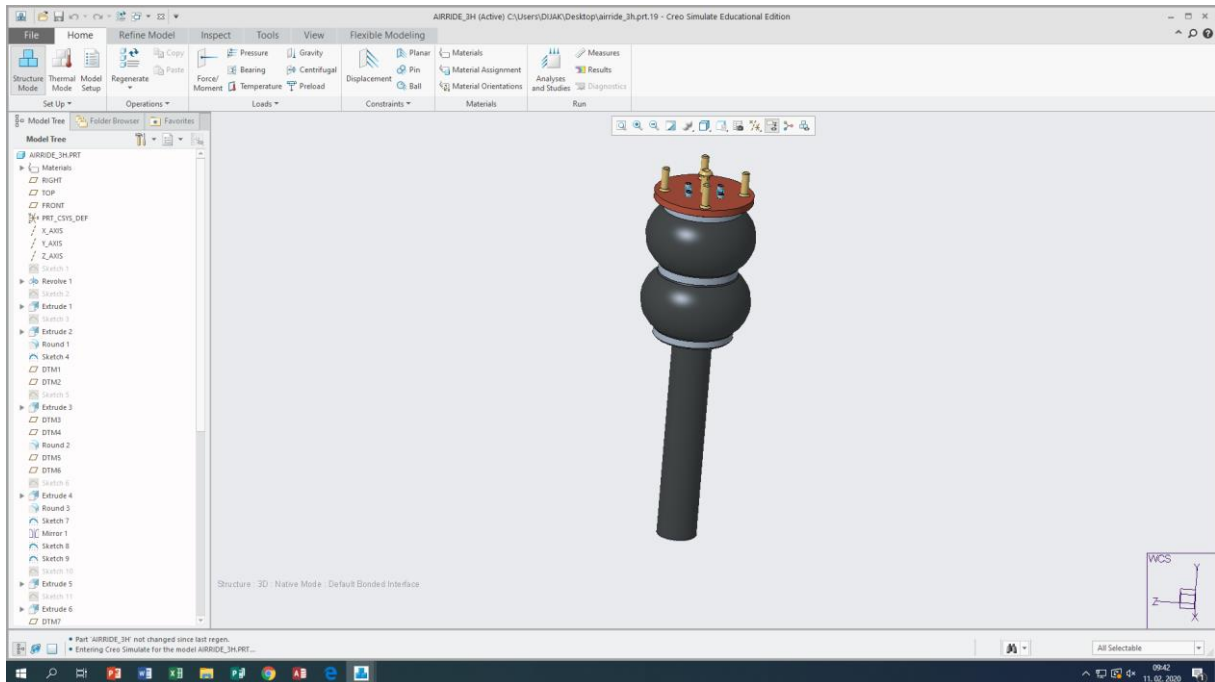 AIRRIDE_3H (Active) C:\Users\DIJAK\Desktop\airride_3h.prt.19 - Creo Simulate Educational Edition
File Home Refine Model Inspect Tools View Flexible Modeling
Structure Mode
Thermal Mode
Model Setup
Set Up
Regenerate
Copy
Paste
Operations
Force/ Moment
Pressure
Bearing
Temperature
Gravity
Centrifugal
Preload
Loads
Displacement
Planar
Pin
Ball
Constraints
Materials
Material Assignment
Material Orientations
Materials
Analyses and Studies
Measures
Results
Diagnostics
Run
Model Tree Folder Browser Favorites
Model Tree
AIRRIDE_3H.PRT
Materials
RIGHT
TOP
FRONT
PRT_CSYS_DEF
X_AXIS
Y_AXIS
Z_AXIS
Sketch 1
Revolve 1
Sketch 2
Extrude 1
Sketch 3
Extrude 2
Round 1
Sketch 4
DTM1
DTM2
Sketch 5
Extrude 3
DTM3
DTM4
Round 2
DTM5
DTM6
Sketch 6
Extrude 4
Round 3
Sketch 7
Mirror 1
Sketch 8
Sketch 9
Sketch 10
Extrude 5
Sketch 11
Extrude 6
DTM7
Structure : 3D : Native Mode : Default Bonded Interface
WCS
Y
Z
X
• Part 'AIRRIDE_3H' not changed since last regen.
• Entering Creo Simulate for the model AIRRIDE_3H.PRT...
All Selectable
09:42
11. 02. 2020